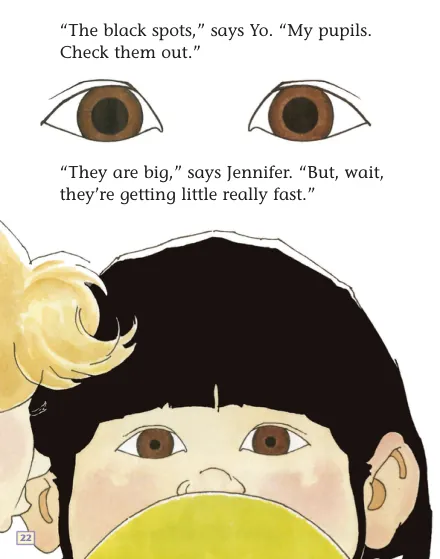 “The black spots,” says Yo. “My pupils.
Check them out.”
“They are big,” says Jennifer. “But, wait,
they’re getting little really fast.”
22